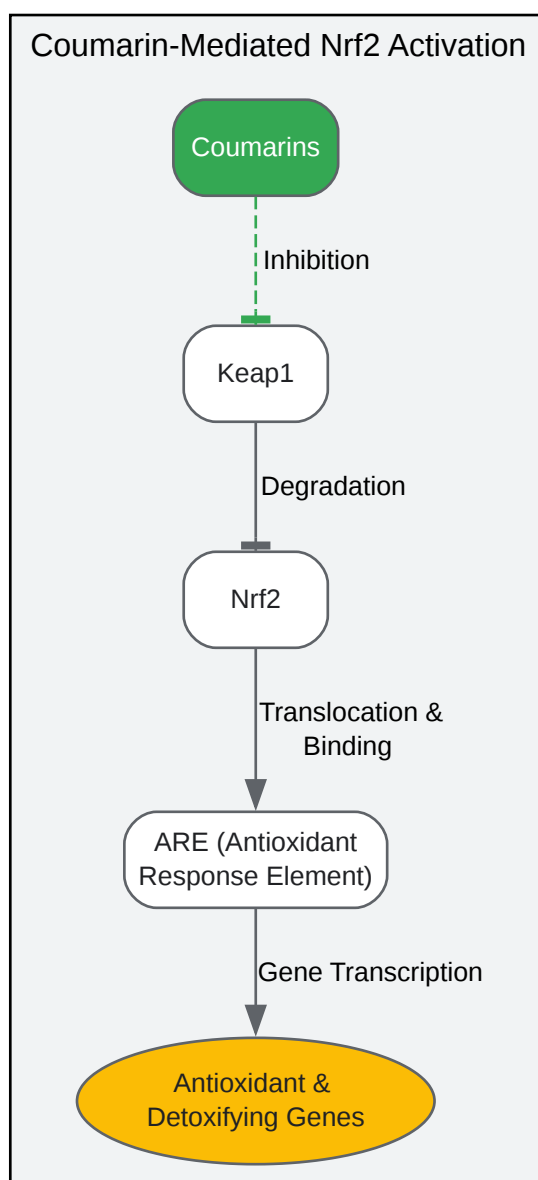 Coumarin-Mediated Nrf2 Activation
Coumarins
Inhibition
Keap1
Degradation
Nrf2
Translocation &
Binding
ARE (Antioxidant
Response Element)
Gene Transcription
Antioxidant &
Detoxifying Genes